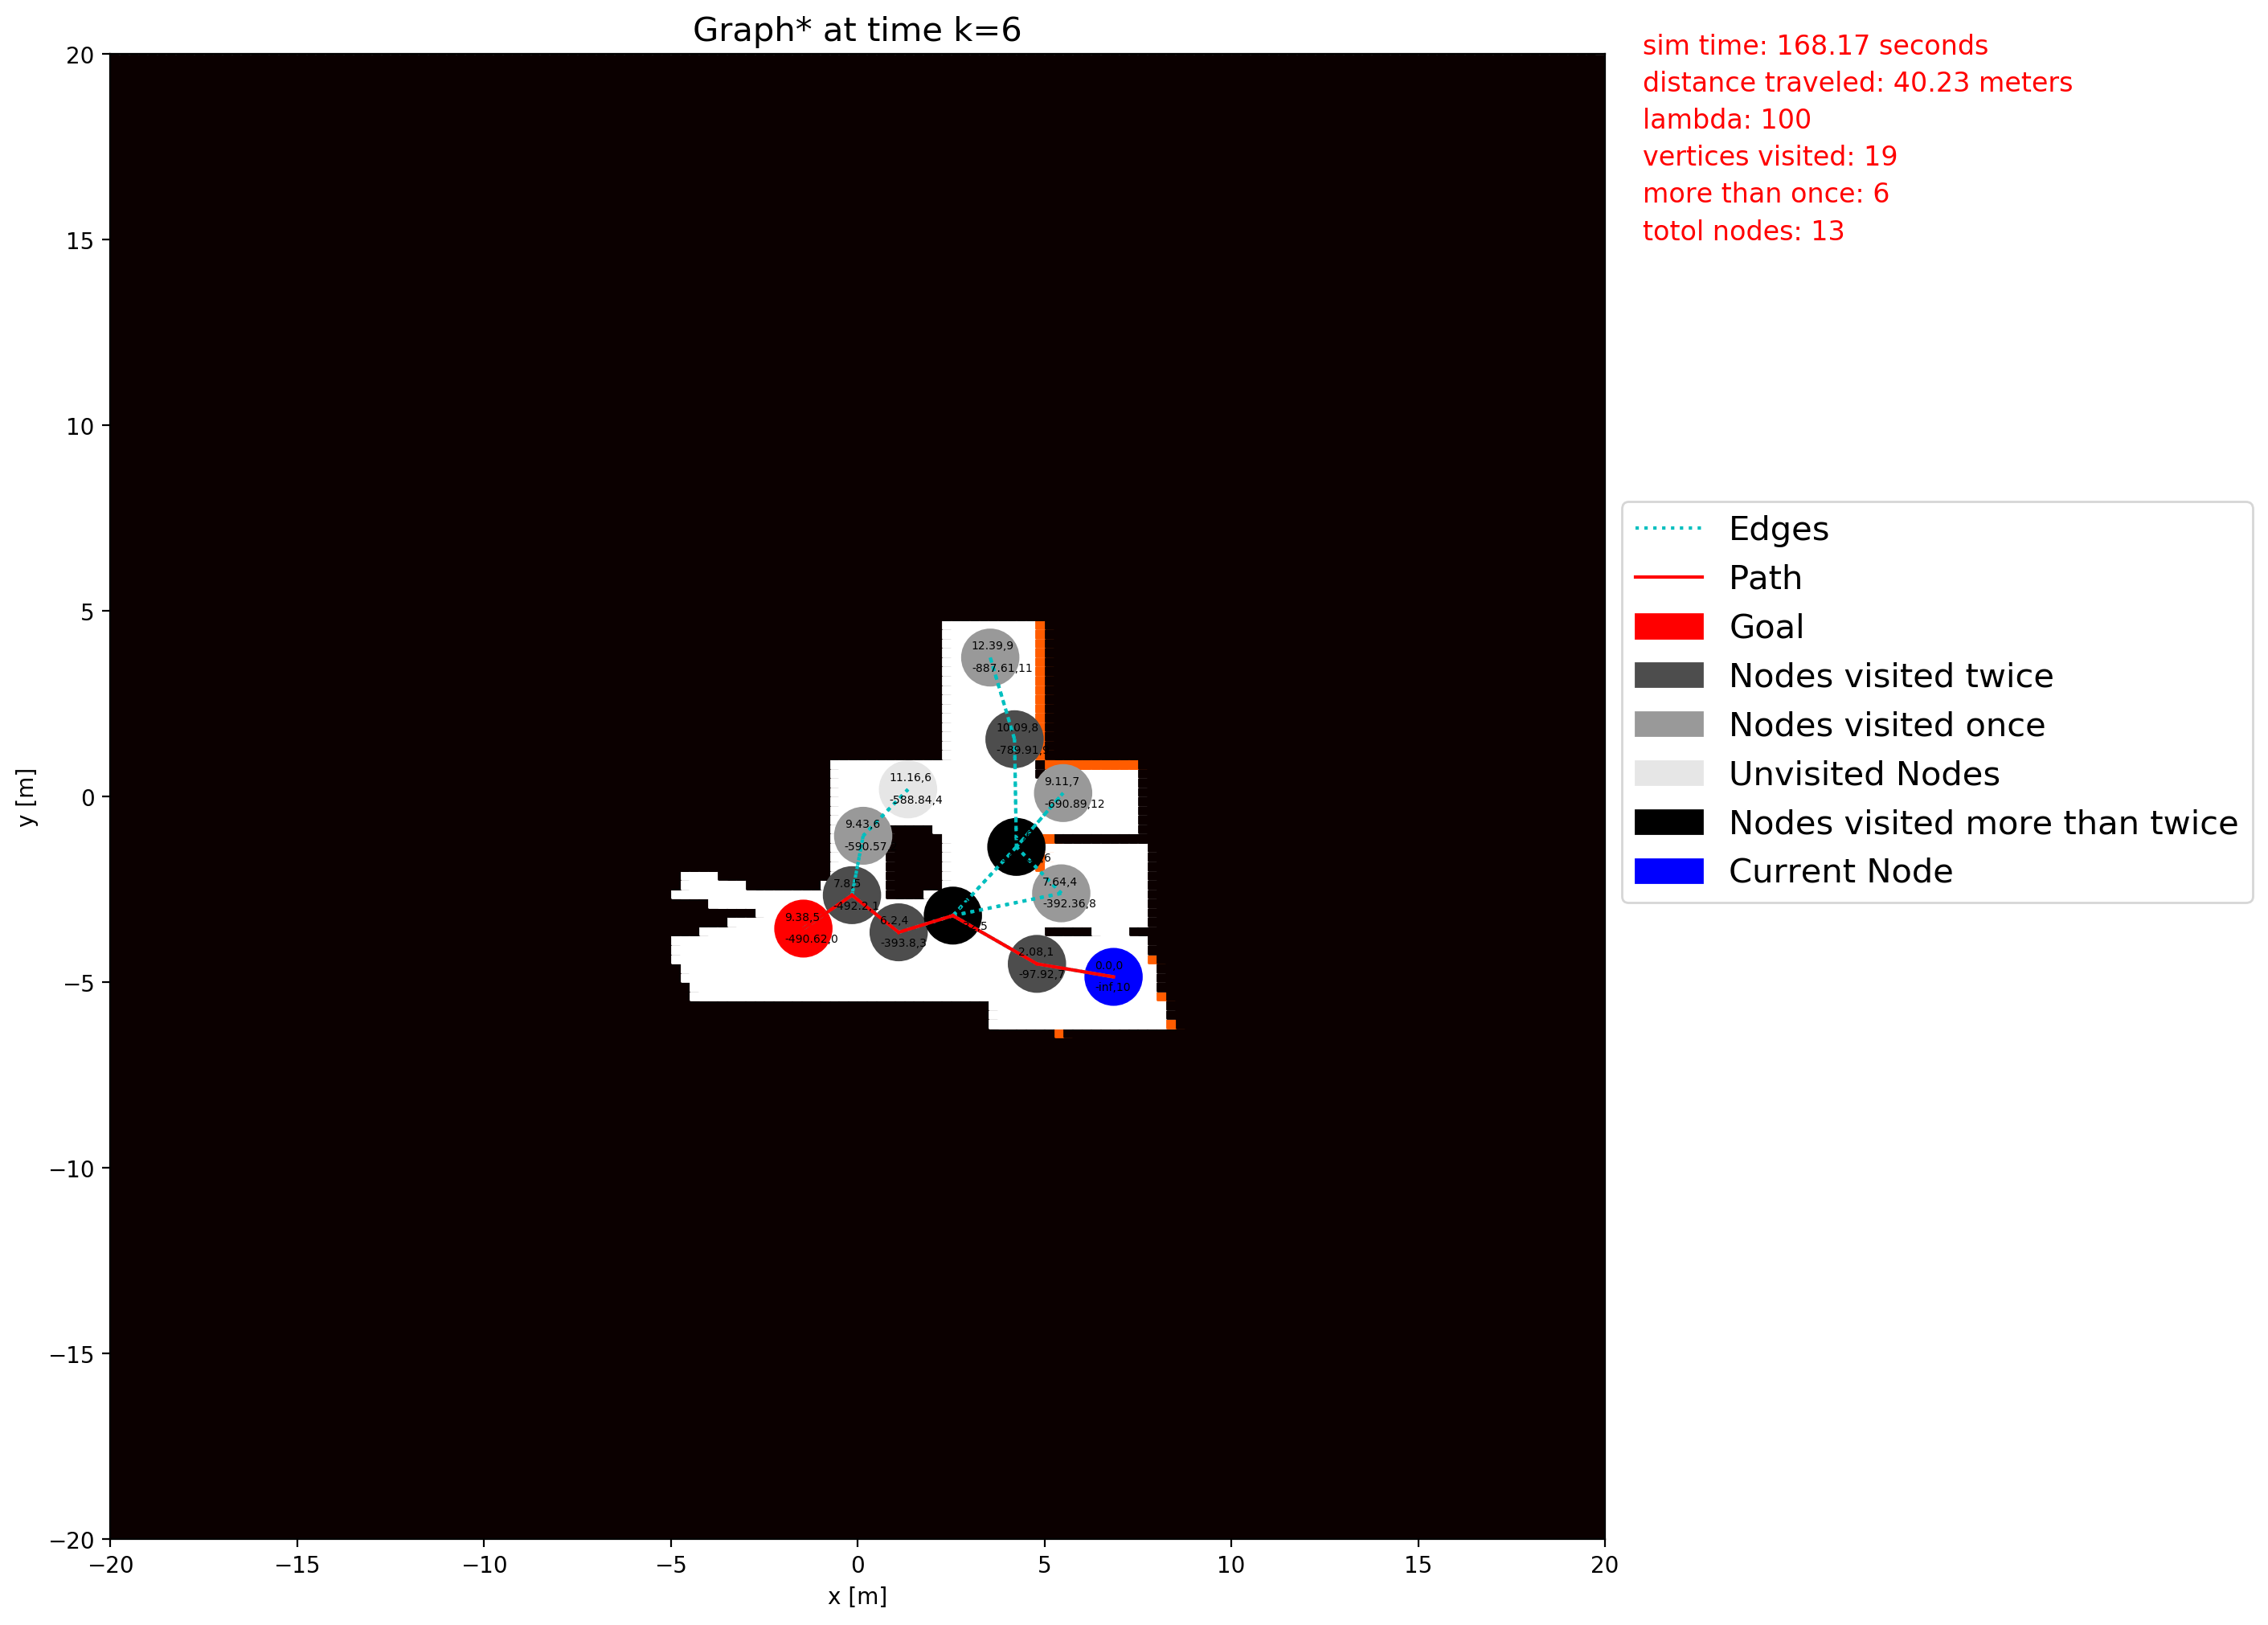 Graph* at time k=6
sim time: 168.17 seconds
distance traveled: 40.23 meters
lambda: 100
vertices visited: 19
more than once: 6
totol nodes: 13
20
15
10
5
0
−5
−10
−15
−20
y [m]
−20 −15 −10 −5 0 5 10 15 20
x [m]
12.39,9
-887.61,11
10.09,8
11.16,6
-588.84,4
9.11,7
-690.89,12
9.43,6
-590.57
7.8,5
-492.2,1
7.64,4
-392.36,8
9.38,5
-490.62,0
6.2,4
-393.8,3
2.08,1
-97.92,7
0.0,0
inf,10
Edges
Path
Goal
Nodes visited twice
Nodes visited once
Unvisited Nodes
Nodes visited more than twice
Current Node